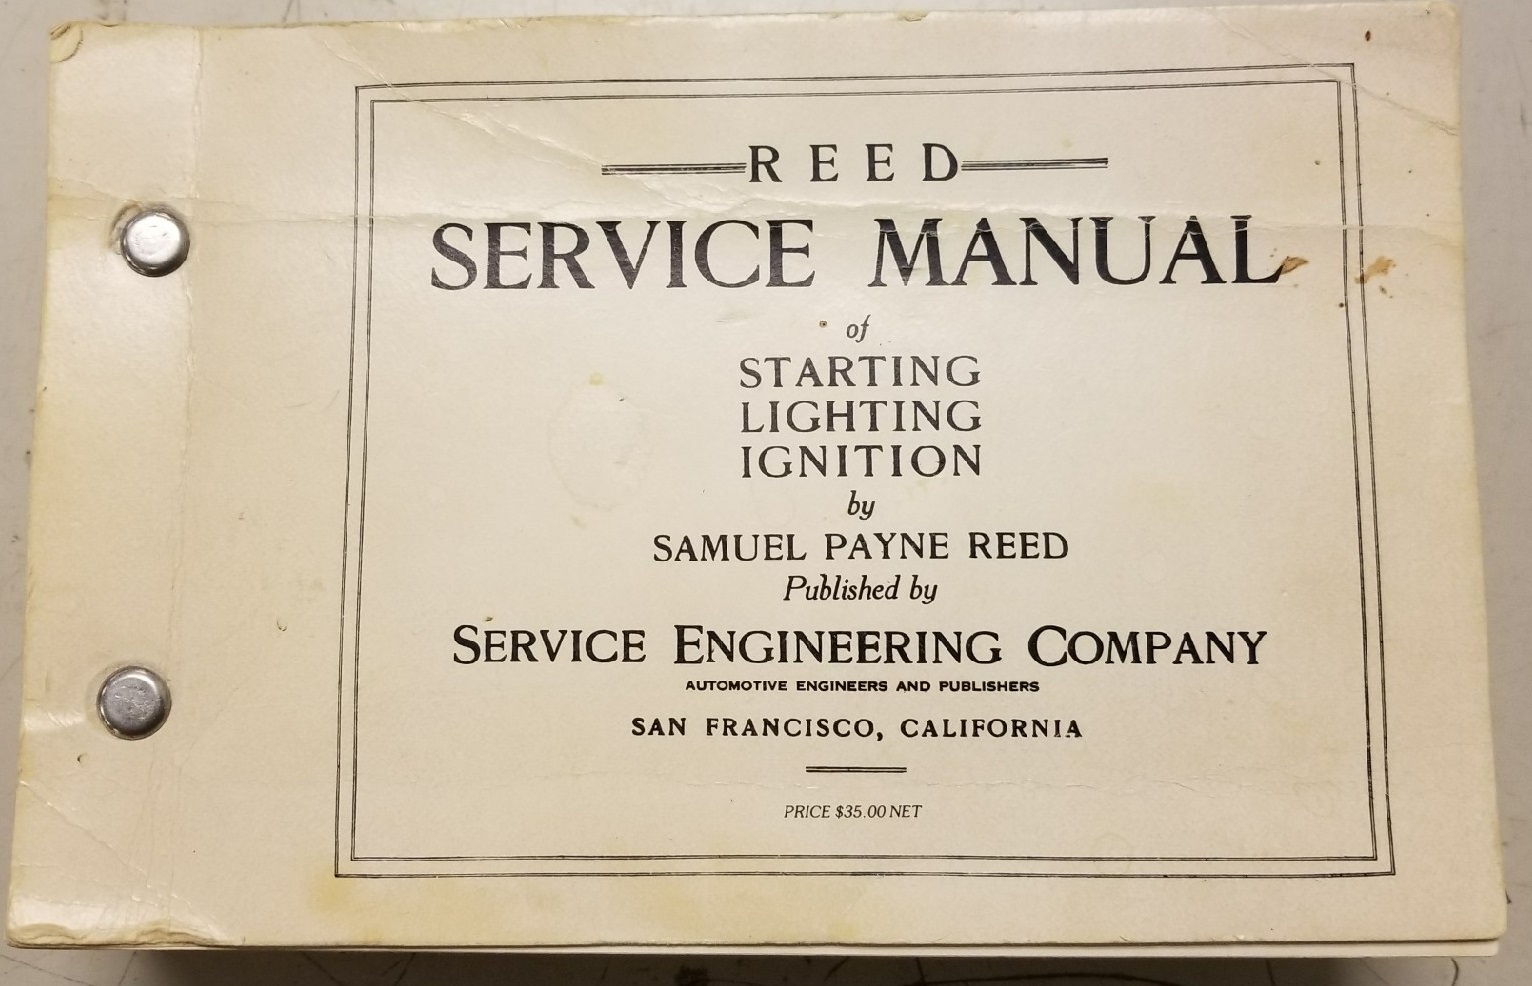 REED
SERVICE MANUAL
of
STARTING
LIGHTING
IGNITION
by
SAMUEL PAYNE REED
Published by
SERVICE ENGINEERING COMPANY
AUTOMOTIVE ENGINEERS AND PUBLISHERS
SAN FRANCISCO, CALIFORNIA
PRICE $35.00 NET